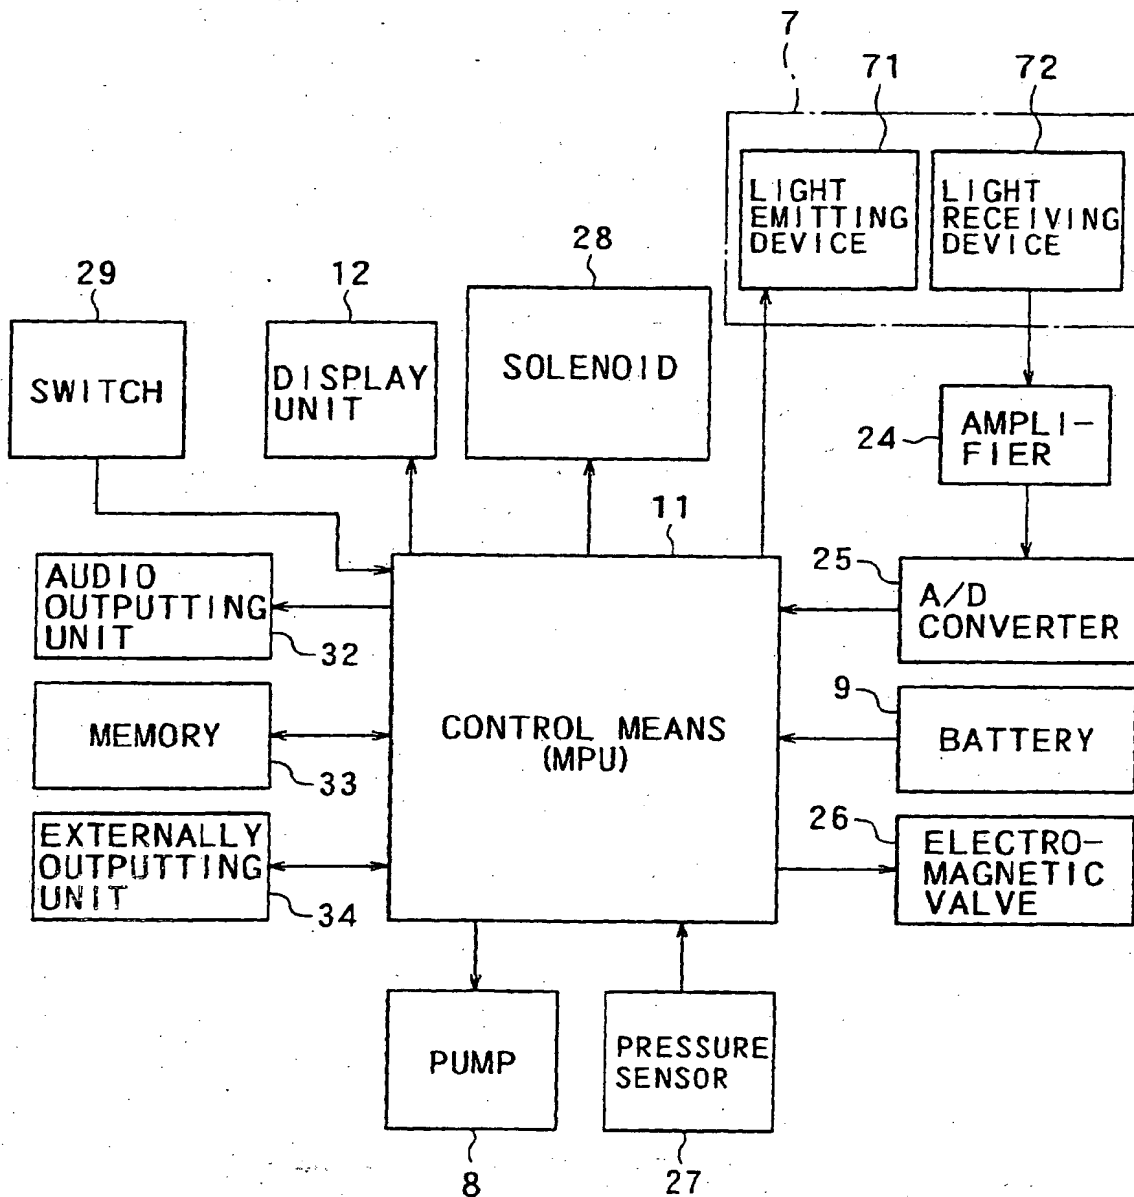 7
71
72
LIGHT
EMITTING
DEVICE
LIGHT
RECEIVING
DEVICE
29
12
28
SWITCH
DISPLAY
UNIT
SOLENOID
24
AMPLI-
FIER
11
25
A/D
CONVERTER
AUDIO
OUTPUTTING
UNIT
32
9
BATTERY
MEMORY
33
CONTROL MEANS
(MPU)
26
ELECTRO-
MAGNETIC
VALVE
EXTERNALLY
OUTPUTTING
UNIT
34
PUMP
PRESSURE
SENSOR
8
27